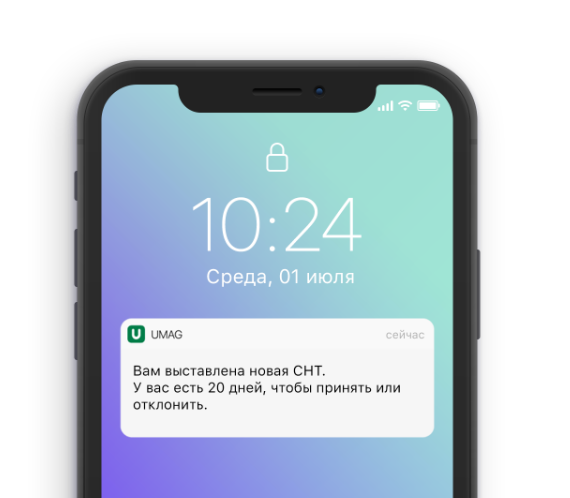 10:24
Среда, 01 июля
U UMAG сейчас
Вам выставлена новая СНТ.
У вас есть 20 дней, чтобы принять или
отклонить.